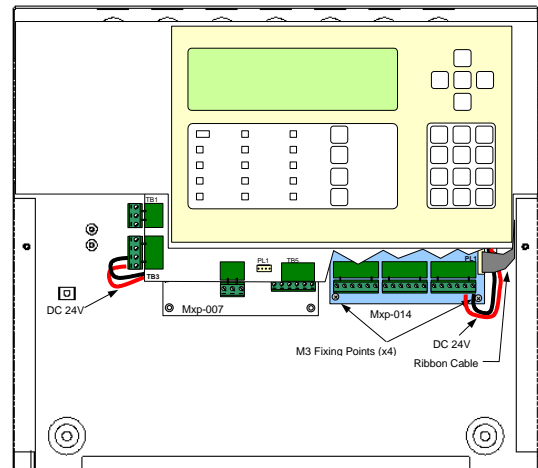 TB1
TB3
PL1
TB5
PL1
DC 24V
Mxp-007
Mxp-014
DC 24V
M3 Fixing Points (x4)
Ribbon Cable